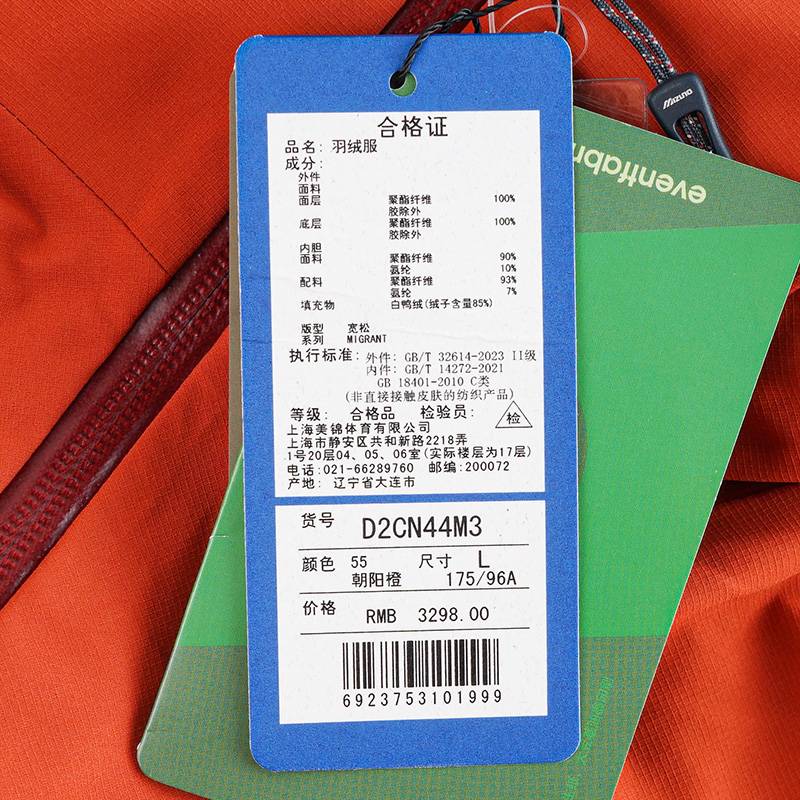 合格证
品名: 羽绒服
成分:
外件
面料
面层 聚酯纤维 100%
胶除外
底层 聚酯纤维 100%
胶除外
内胆
面料 聚酯纤维 90%
氨纶 10%
配料 聚酯纤维 93%
氨纶 7%
填充物 白鸭绒(绒子含量85%)
版型 宽松
系列 MIGRANT
执行标准: 外件: GB/T 32614-2023 II级
内件: GB/T 14272-2021
GB 18401-2010 C类
(非直接接触皮肤的纺织产品)
等级: 合格品 检验员: 检
上海美锦体育有限公司
上海市静安区共和新路2218弄
1号20层04、05、06室(实际楼层为17层)
电话:021-66289760 邮编:200072
产地: 辽宁省大连市
货号 D2CN44M3
颜色 55 尺寸 L
朝阳橙 175/96A
价格 RMB 3298.00
6923753101999
MIZUNO
eventfabr